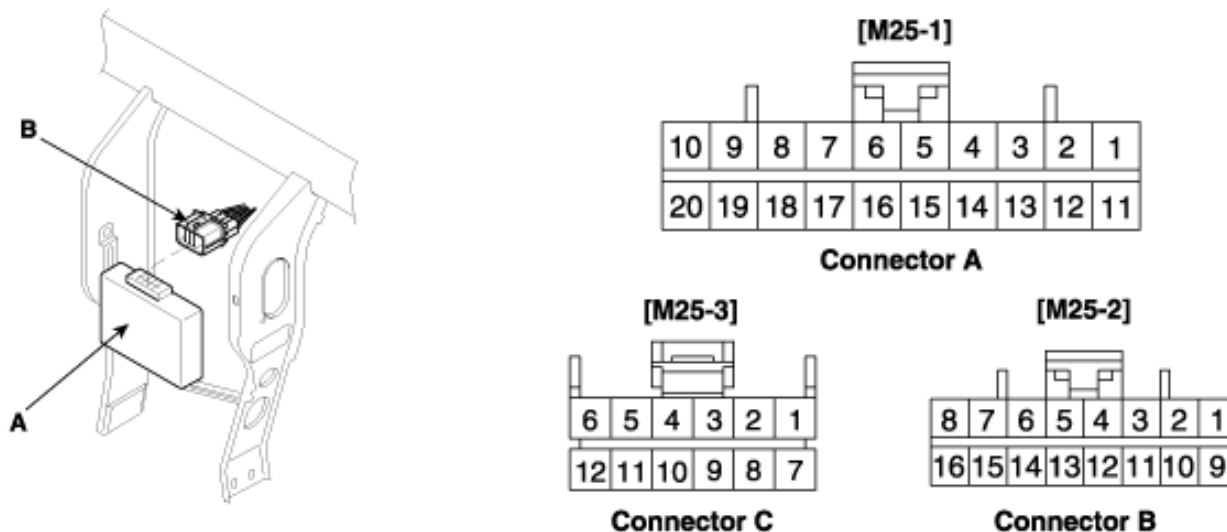 B
A
[M25-1]
10 9 8 7 6 5 4 3 2 1
20 19 18 17 16 15 14 13 12 11
Connector A
[M25-3]
6 5 4 3 2 1
12 11 10 9 8 7
Connector C
[M25-2]
8 7 6 5 4 3 2 1
16 15 14 13 12 11 10 9
Connector B